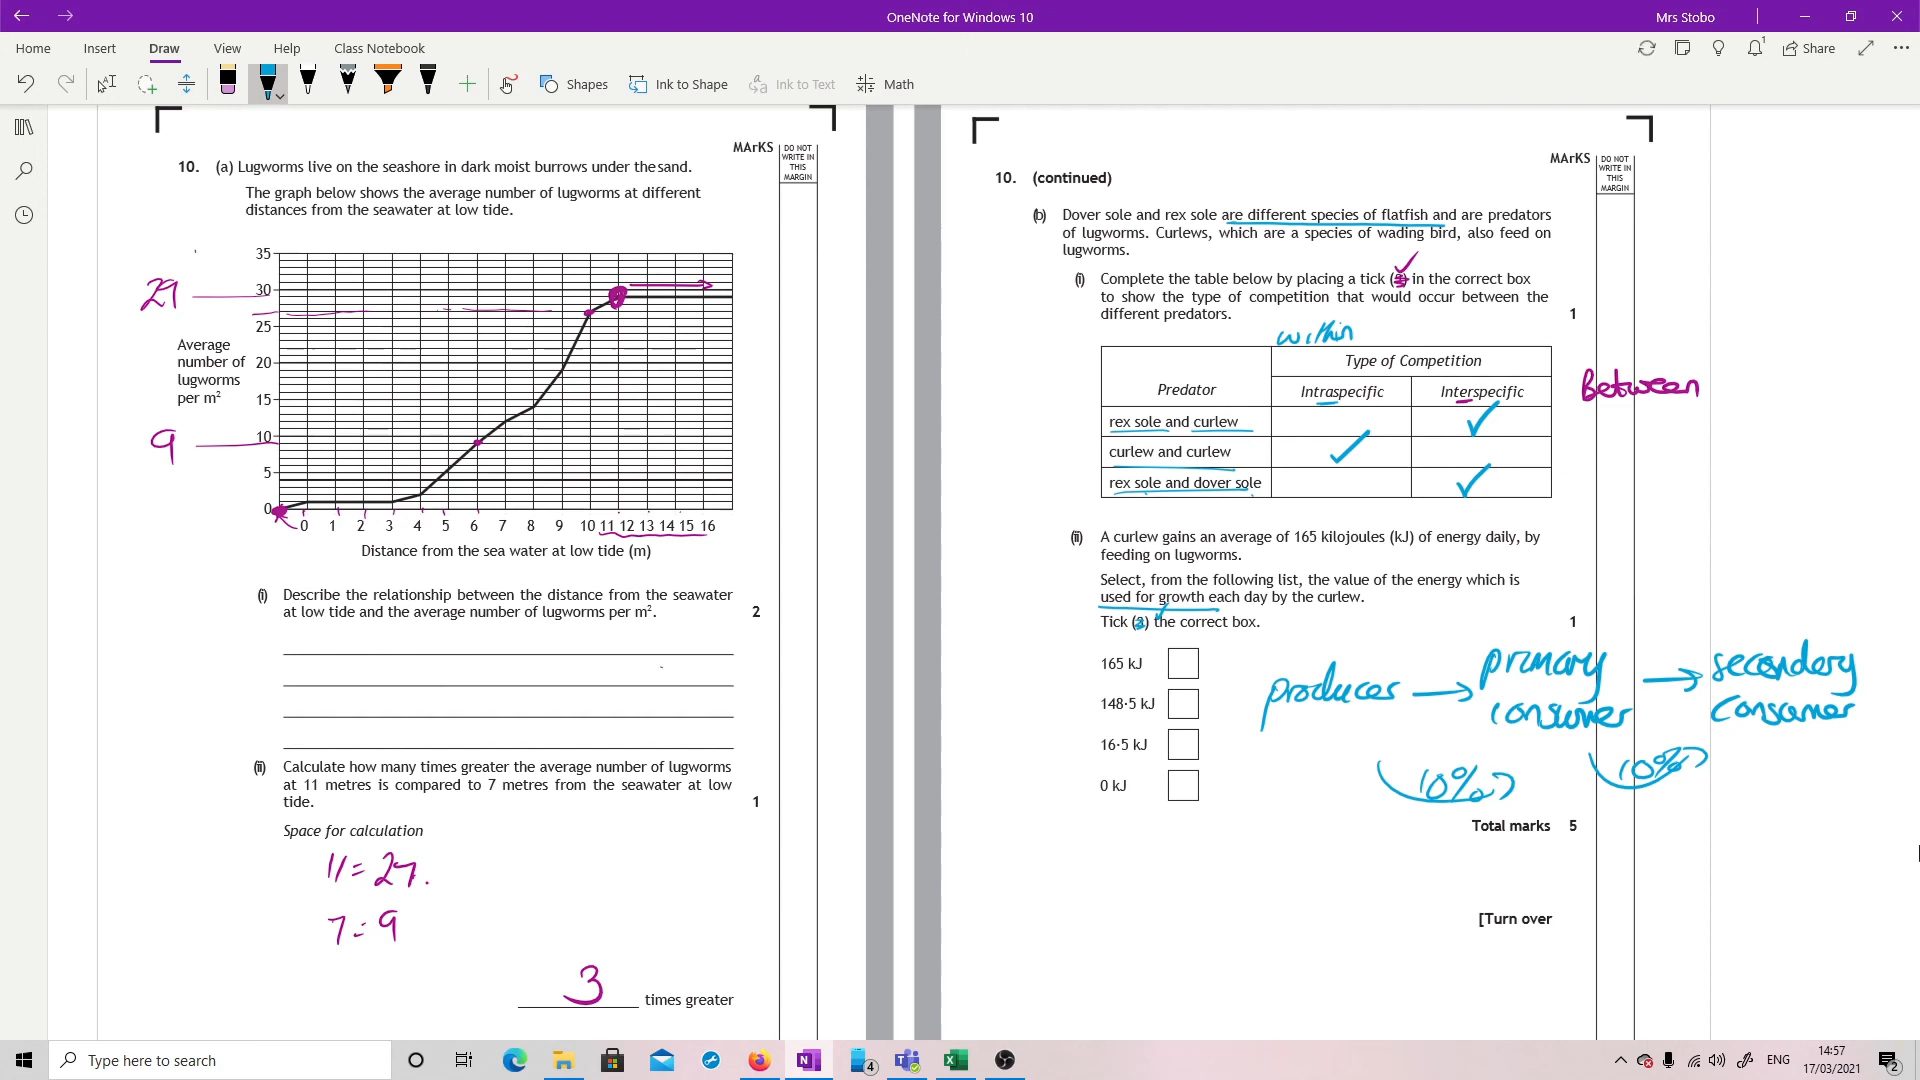 OneNote for Windows 10
Mrs Stobo
Home Insert Draw View Help Class Notebook
Share
Shapes
Ink to Shape
Ink to Text
Math
MArKS
DO NOT
WRITE IN
THIS
MARGIN
10. (a) Lugworms live on the seashore in dark moist burrows under the sand.
The graph below shows the average number of lugworms at different
distances from the seawater at low tide.
35
30
25
20
15
10
5
0
29
9
Average
number of
lugworms
per m²
0 1 2 3 4 5 6 7 8 9 10 11 12 13 14 15 16
Distance from the sea water at low tide (m)
(i) Describe the relationship between the distance from the seawater
at low tide and the average number of lugworms per m². 2
(ii) Calculate how many times greater the average number of lugworms
at 11 metres is compared to 7 metres from the seawater at low
tide. 1
Space for calculation
11 = 27.
7 = 9
3 times greater
MArKS
DO NOT
WRITE IN
THIS
MARGIN
10. (continued)
(b) Dover sole and rex sole are different species of flatfish and are predators
of lugworms. Curlews, which are a species of wading bird, also feed on
lugworms.
(i) Complete the table below by placing a tick (✓) in the correct box
to show the type of competition that would occur between the
different predators. 1
within
Type of Competition
Predator Intraspecific Interspecific
Between
rex sole and curlew ✓
curlew and curlew ✓
rex sole and dover sole ✓
(ii) A curlew gains an average of 165 kilojoules (kJ) of energy daily, by
feeding on lugworms.
Select, from the following list, the value of the energy which is
used for growth each day by the curlew.
Tick (✓) the correct box. 1
165 kJ
148·5 kJ
16·5 kJ
0 kJ
producer → primary consumer → secondary consumer
10% 10%
Total marks 5
[Turn over
Type here to search
4
ENG
14:57
17/03/2021
2